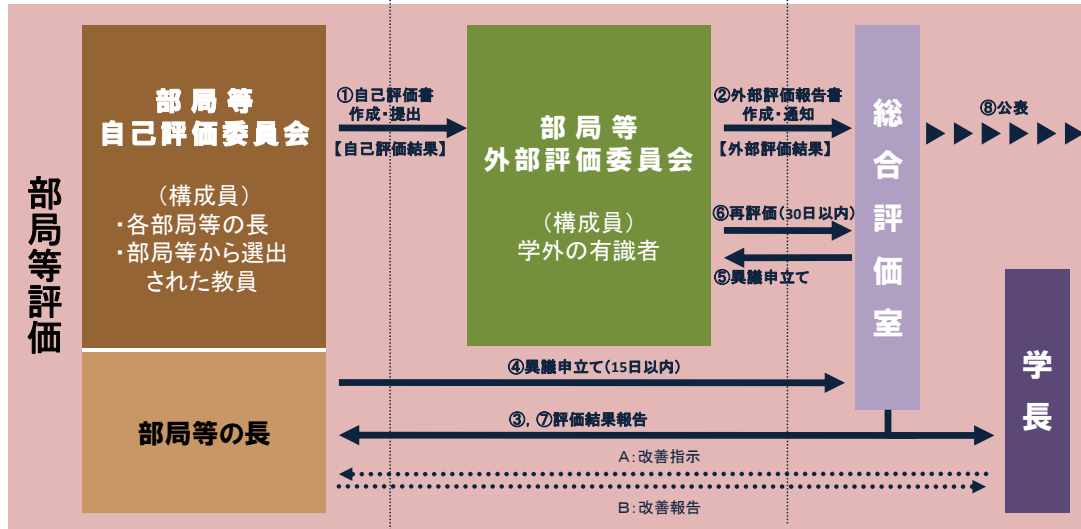 部局等評価
部局等
自己評価委員会
（構成員）
・各部局等の長
・部局等から選出
された教員
①自己評価書
作成・提出
【自己評価結果】
部局等
外部評価委員会
（構成員）
学外の有識者
②外部評価報告書
作成・通知
【外部評価結果】
⑥再評価（30日以内）
⑤異議申立て
総合評価室
⑧公表
学長
部局等の長
④異議申立て（15日以内）
③，⑦評価結果報告
A：改善指示
B：改善報告